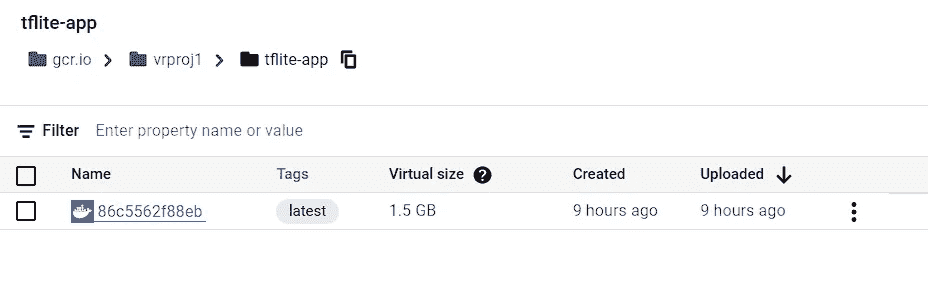 tflite-app
gcr.io vrproj1 tflite-app
Filter Enter property name or value
Name Tags Virtual size ? Created Uploaded
86c5562f88eb latest 1.5 GB 9 hours ago 9 hours ago